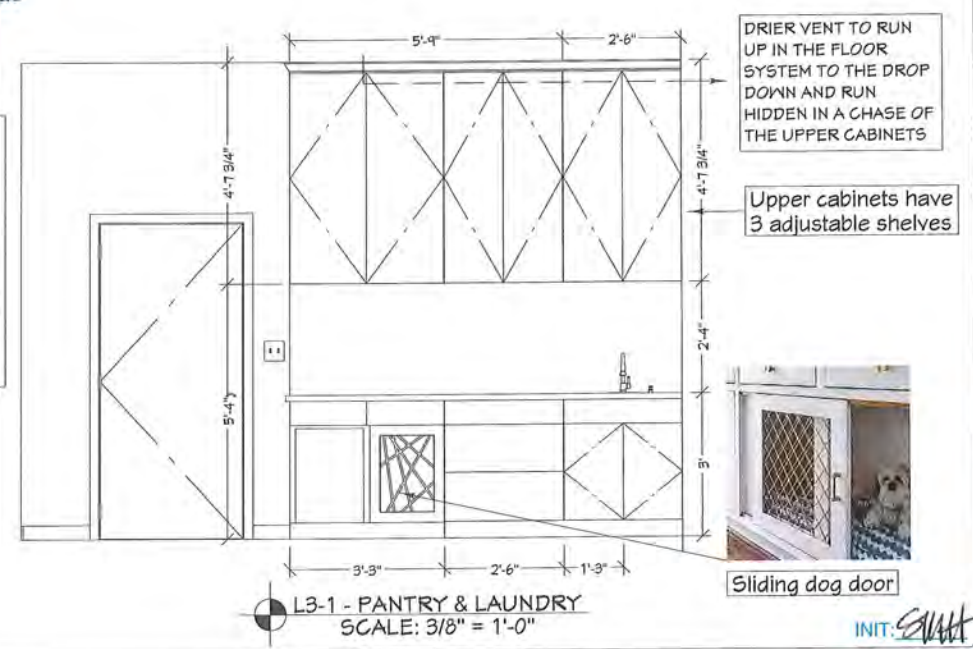 5'-9"
2'-6"
DRIER VENT TO RUN
UP IN THE FLOOR
SYSTEM TO THE DROP
DOWN AND RUN
HIDDEN IN A CHASE OF
THE UPPER CABINETS
4'-7 3/4"
4'-7 3/4"
Upper cabinets have
3 adjustable shelves
2'-4"
5'-4"
3'
3'-3"
2'-6"
1'-3"
Sliding dog door
L3-1 - PANTRY & LAUNDRY
SCALE: 3/8" = 1'-0"
INIT: